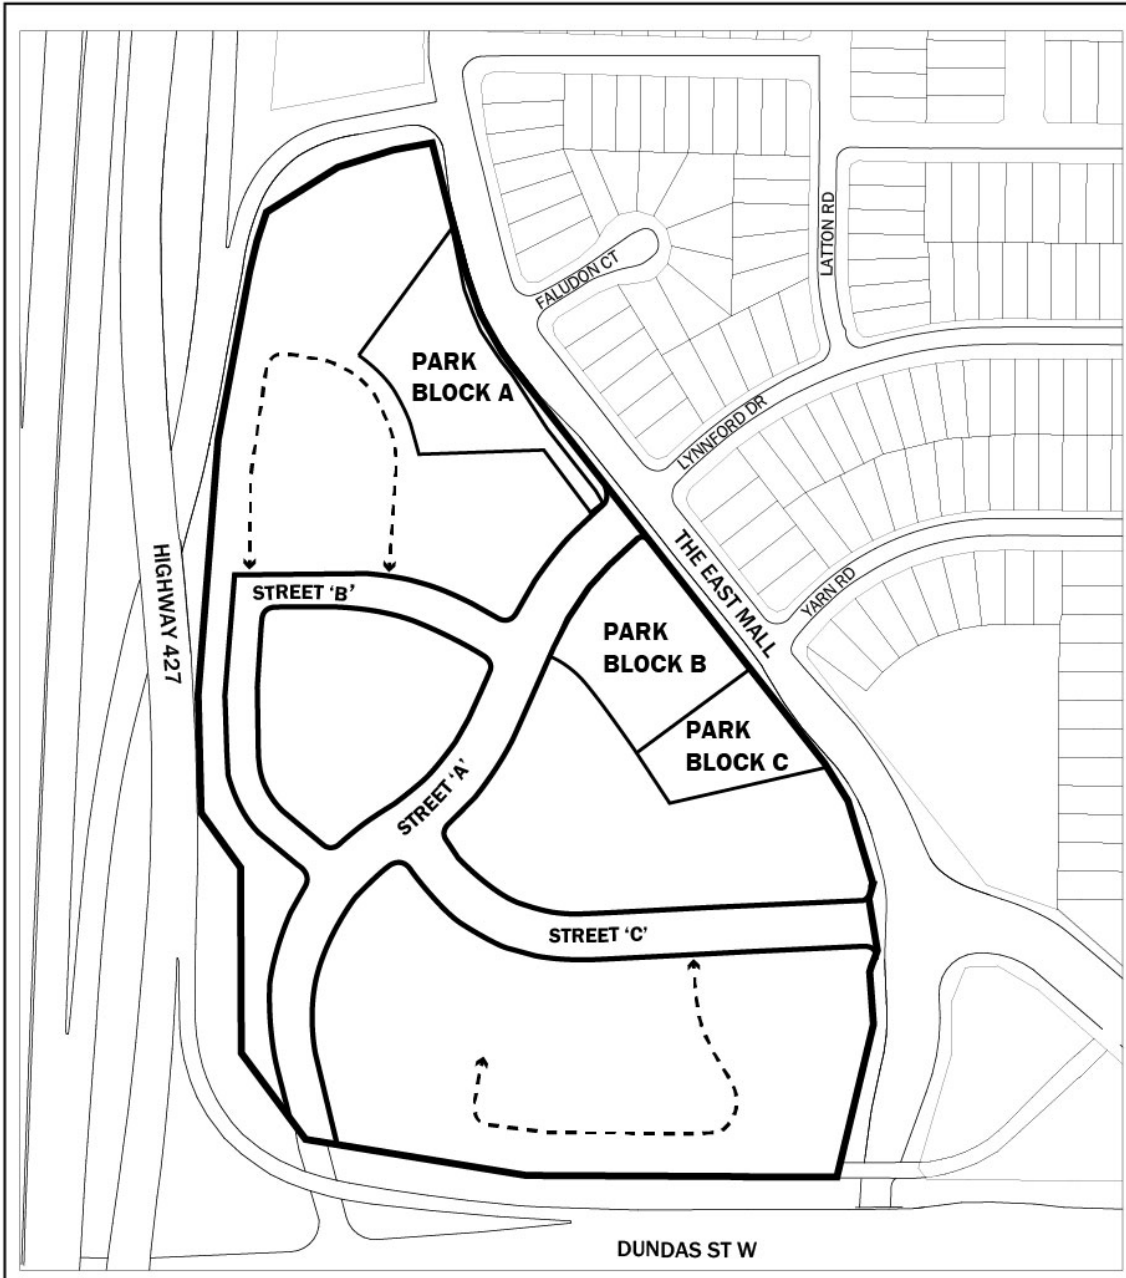 LATTON RD
FALUDON CT
PARK
BLOCK A
LYNNFORD DR
THE EAST MALL
HIGHWAY 427
YARN RD
STREET ‘B’
PARK
BLOCK B
PARK
BLOCK C
STREET ‘A’
STREET ‘C’
DUNDAS ST W